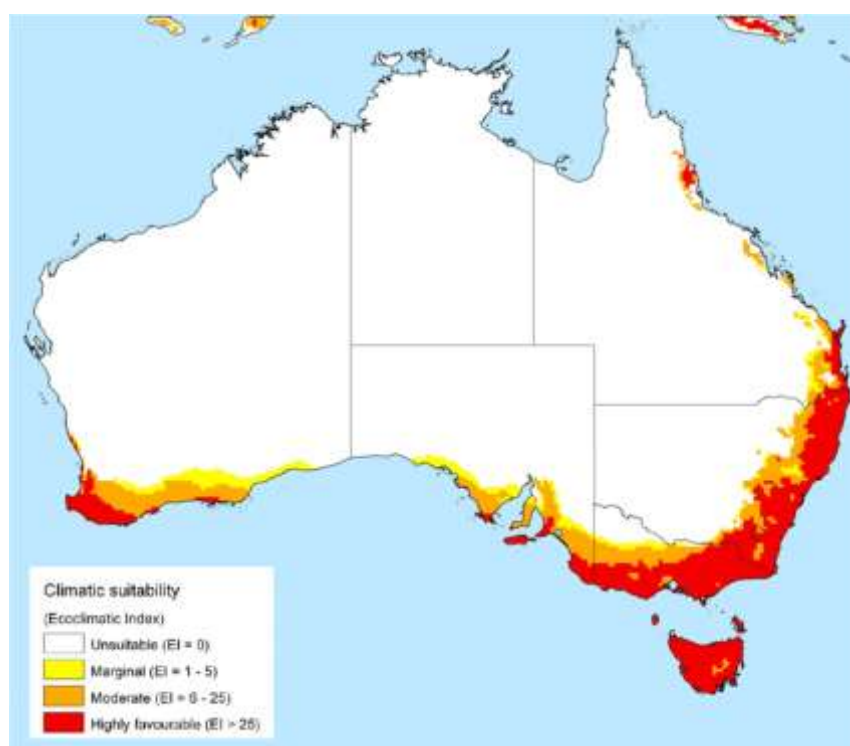 Climatic suitability
(Ecoclimatic Index)
Unsuitable (EI = 0)
Marginal (EI = 1 - 5)
Moderate (EI = 6 - 25)
Highly favourable (EI > 25)